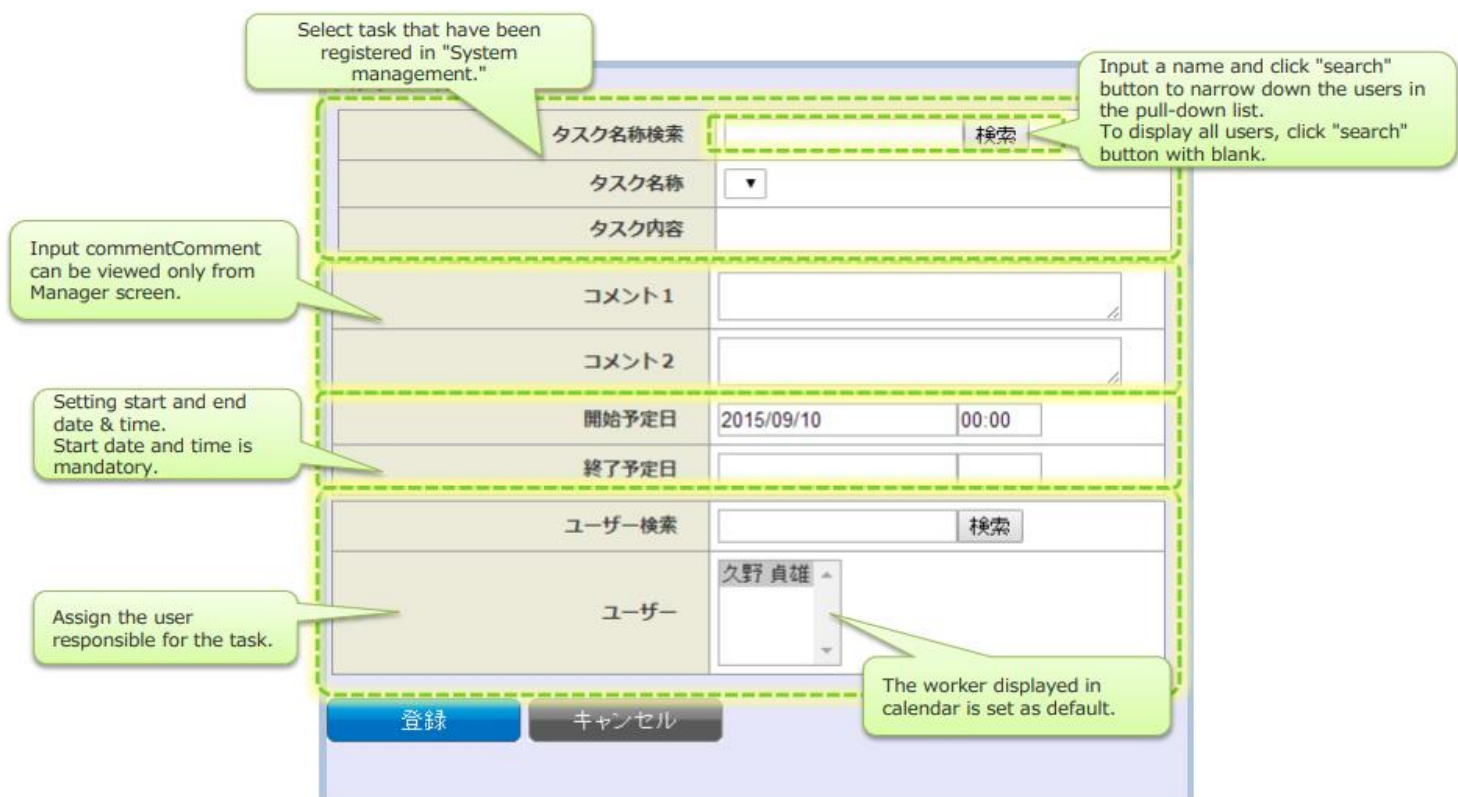 Select task that have been
registered in "System
management."
Input a name and click "search"
button to narrow down the users in
the pull-down list.
To display all users, click "search"
button with blank.
タスク名称検索
検索
タスク名称
タスク内容
Input commentComment
can be viewed only from
Manager screen.
コメント1
コメント2
Setting start and end
date & time.
Start date and time is
mandatory.
開始予定日 2015/09/10 00:00
終了予定日
ユーザー検索 検索
久野 貞雄
ユーザー
Assign the user
responsible for the task.
The worker displayed in
calendar is set as default.
登録 キャンセル